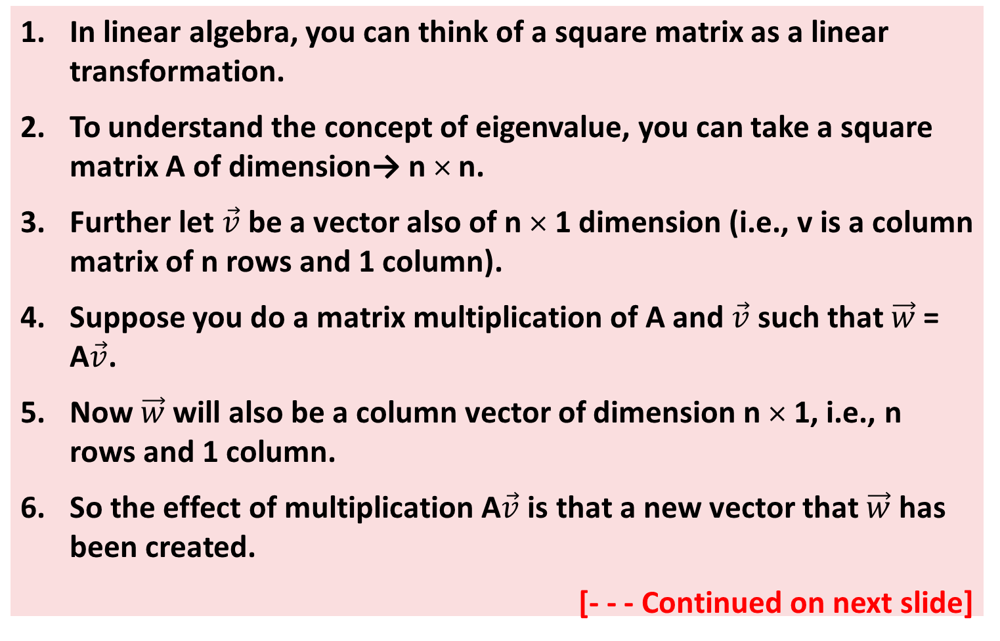 1. In linear algebra, you can think of a square matrix as a linear
transformation.
2. To understand the concept of eigenvalue, you can take a square
matrix A of dimension→ n × n.
3. Further let \vec{v} be a vector also of n × 1 dimension (i.e., v is a column
matrix of n rows and 1 column).
4. Suppose you do a matrix multiplication of A and \vec{v} such that \vec{w} =
A\vec{v}.
5. Now \vec{w} will also be a column vector of dimension n × 1, i.e., n
rows and 1 column.
6. So the effect of multiplication A\vec{v} is that a new vector that \vec{w} has
been created.
[- - - Continued on next slide]